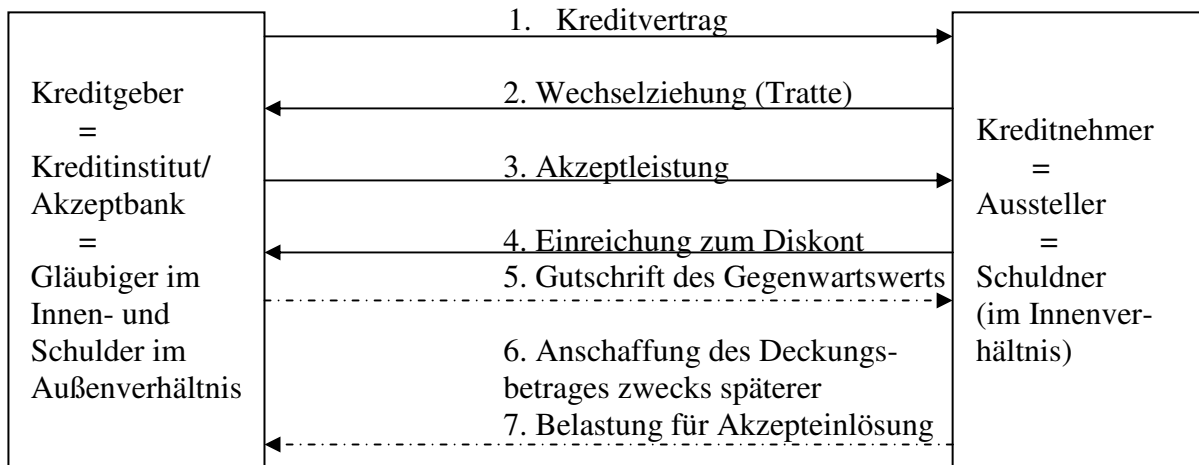 1. Kreditvertrag
Kreditgeber
=
Kreditinstitut/
Akzeptbank
=
Gläubiger im
Innen- und
Schulder im
Außenverhältnis
2. Wechselziehung (Tratte)
3. Akzeptleistung
4. Einreichung zum Diskont
5. Gutschrift des Gegenwartswerts
6. Anschaffung des Deckungs-
betrages zwecks späterer
7. Belastung für Akzepteinlösung
Kreditnehmer
=
Aussteller
=
Schuldner
(im Innenver-
hältnis)